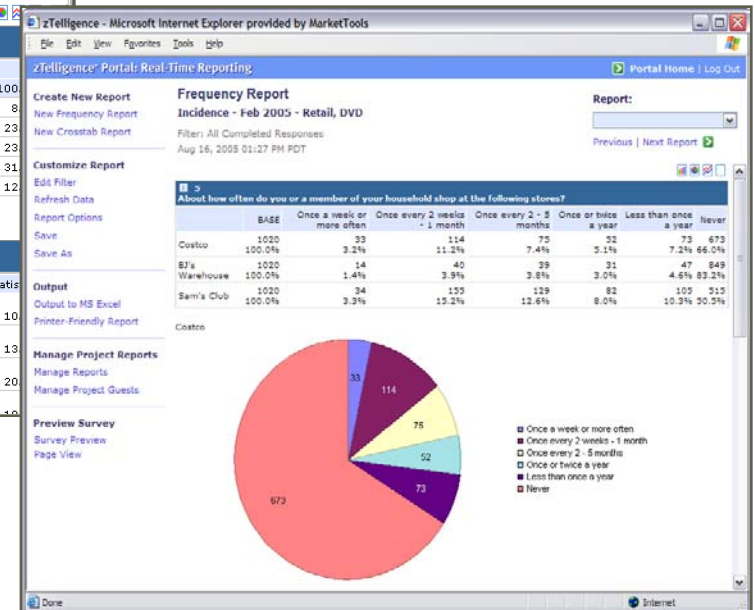 zTelligence - Microsoft Internet Explorer provided by MarketTools
File Edit View Favorites Tools Help
zTelligence Portal: Real-Time Reporting
Portal Home | Log Out
Create New Report
New Frequency Report
New Crosstab Report
Customize Report
Edit Filter
Refresh Data
Report Options
Save
Save As
Output
Output to MS Excel
Printer-Friendly Report
Manage Project Reports
Manage Reports
Manage Project Guests
Preview Survey
Survey Preview
Page View
Frequency Report
Incidence - Feb 2005 - Retail, DVD
Filter: All Completed Responses
Aug 16, 2005 01:27 PM PDT
Report:
Previous | Next Report
5
About how often do you or a member of your household shop at the following stores?
BASE Once a week or more often Once every 2 weeks - 1 month Once every 2 - 5 months Once or twice a year Less than once a year Never
Costco 1020 33 114 75 52 73 673
100.0% 3.2% 11.2% 7.4% 5.1% 7.2% 66.0%
BJ's Warehouse 1020 14 40 39 31 47 849
100.0% 1.4% 3.9% 3.8% 3.0% 4.6% 83.2%
Sam's Club 1020 34 155 129 82 105 515
100.0% 3.3% 15.2% 12.6% 8.0% 10.3% 50.5%
Costco
33
114
75
52
73
673
Once a week or more often
Once every 2 weeks - 1 month
Once every 2 - 5 months
Once or twice a year
Less than once a year
Never
Done
Internet
100.
8.
23.
23.
31.
12.
10.
13.
20.